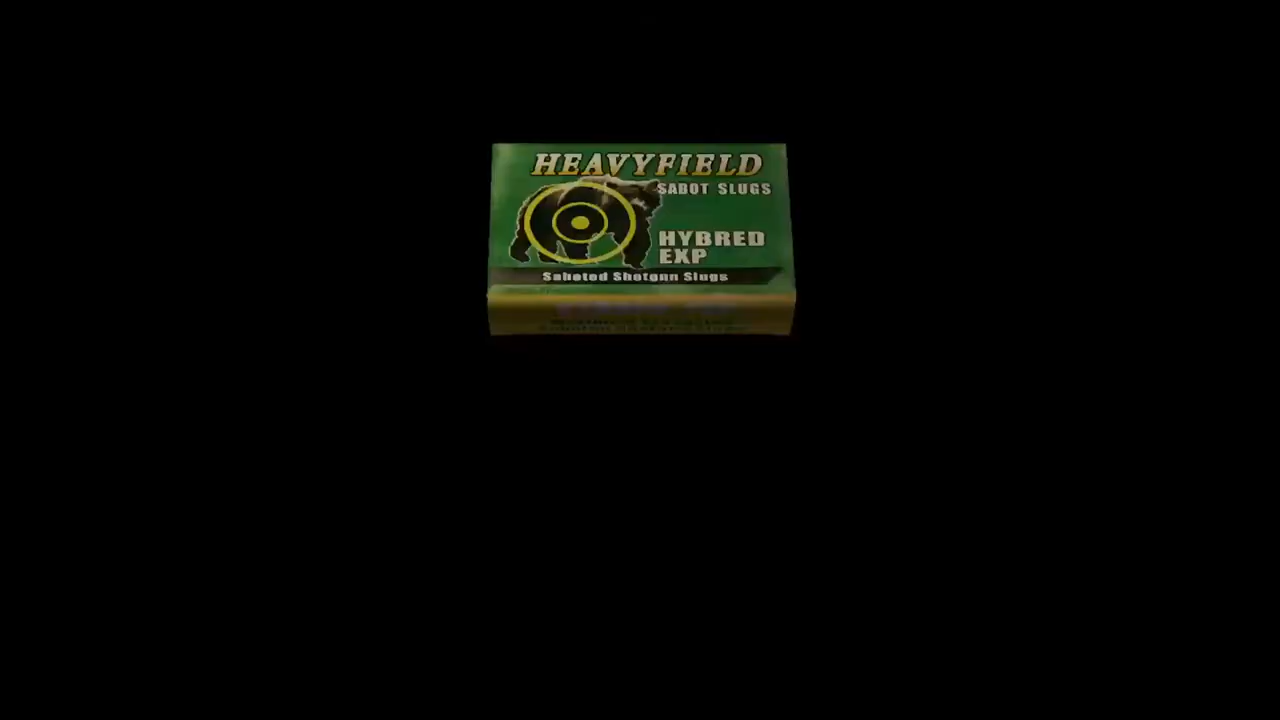 HEAVYFIELD
SABOT SLUGS
HYBRED
EXP
Saboted Shotgun Slugs